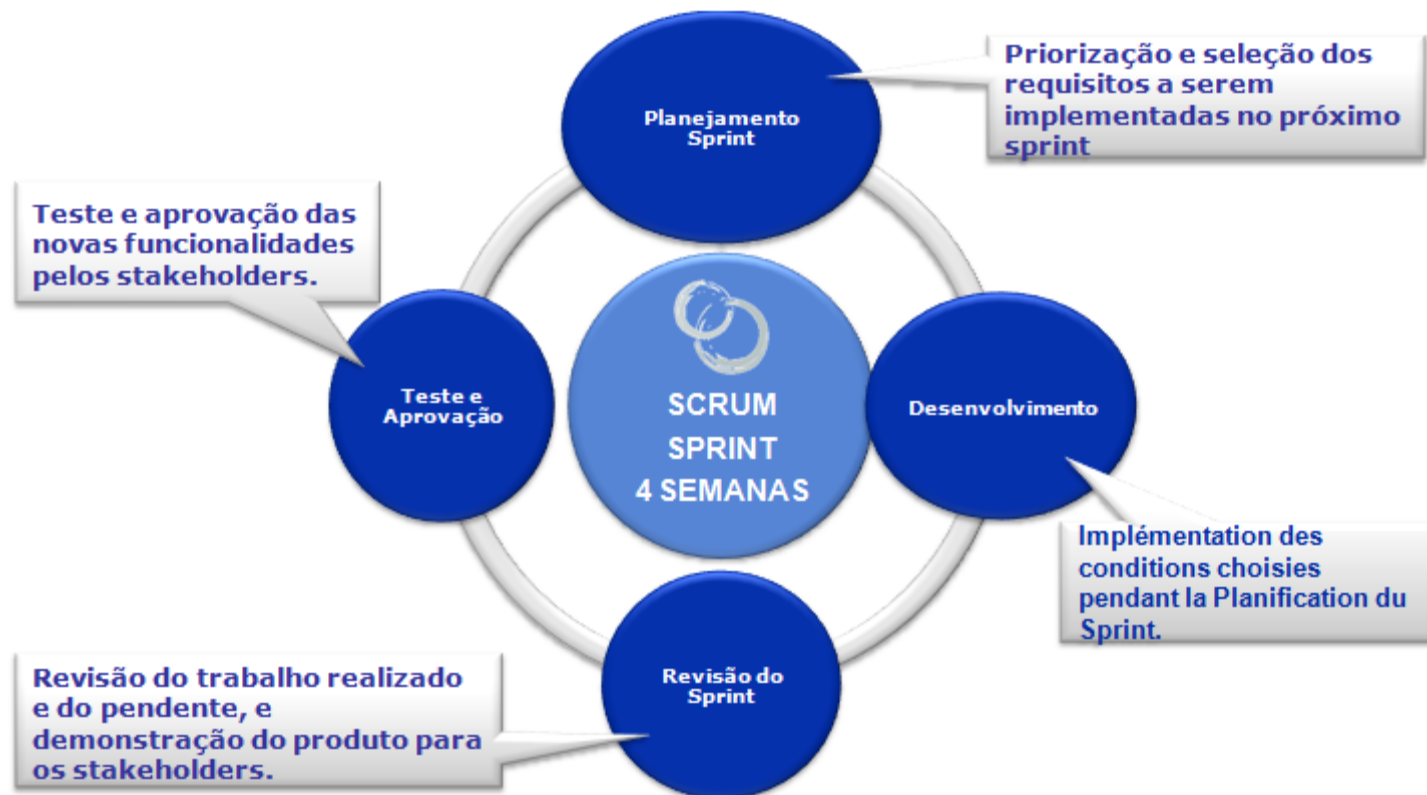 Planejamento
Sprint
Priorização e seleção dos
requisitos a serem
implementadas no próximo
sprint
Teste e aprovação das
novas funcionalidades
pelos stakeholders.
Teste e
Aprovação
SCRUM
SPRINT
4 SEMANAS
Desenvolvimento
Implémentation des
conditions choisies
pendant la Planification du
Sprint.
Revisão do
Sprint
Revisão do trabalho realizado
e do pendente, e
demonstração do produto para
os stakeholders.